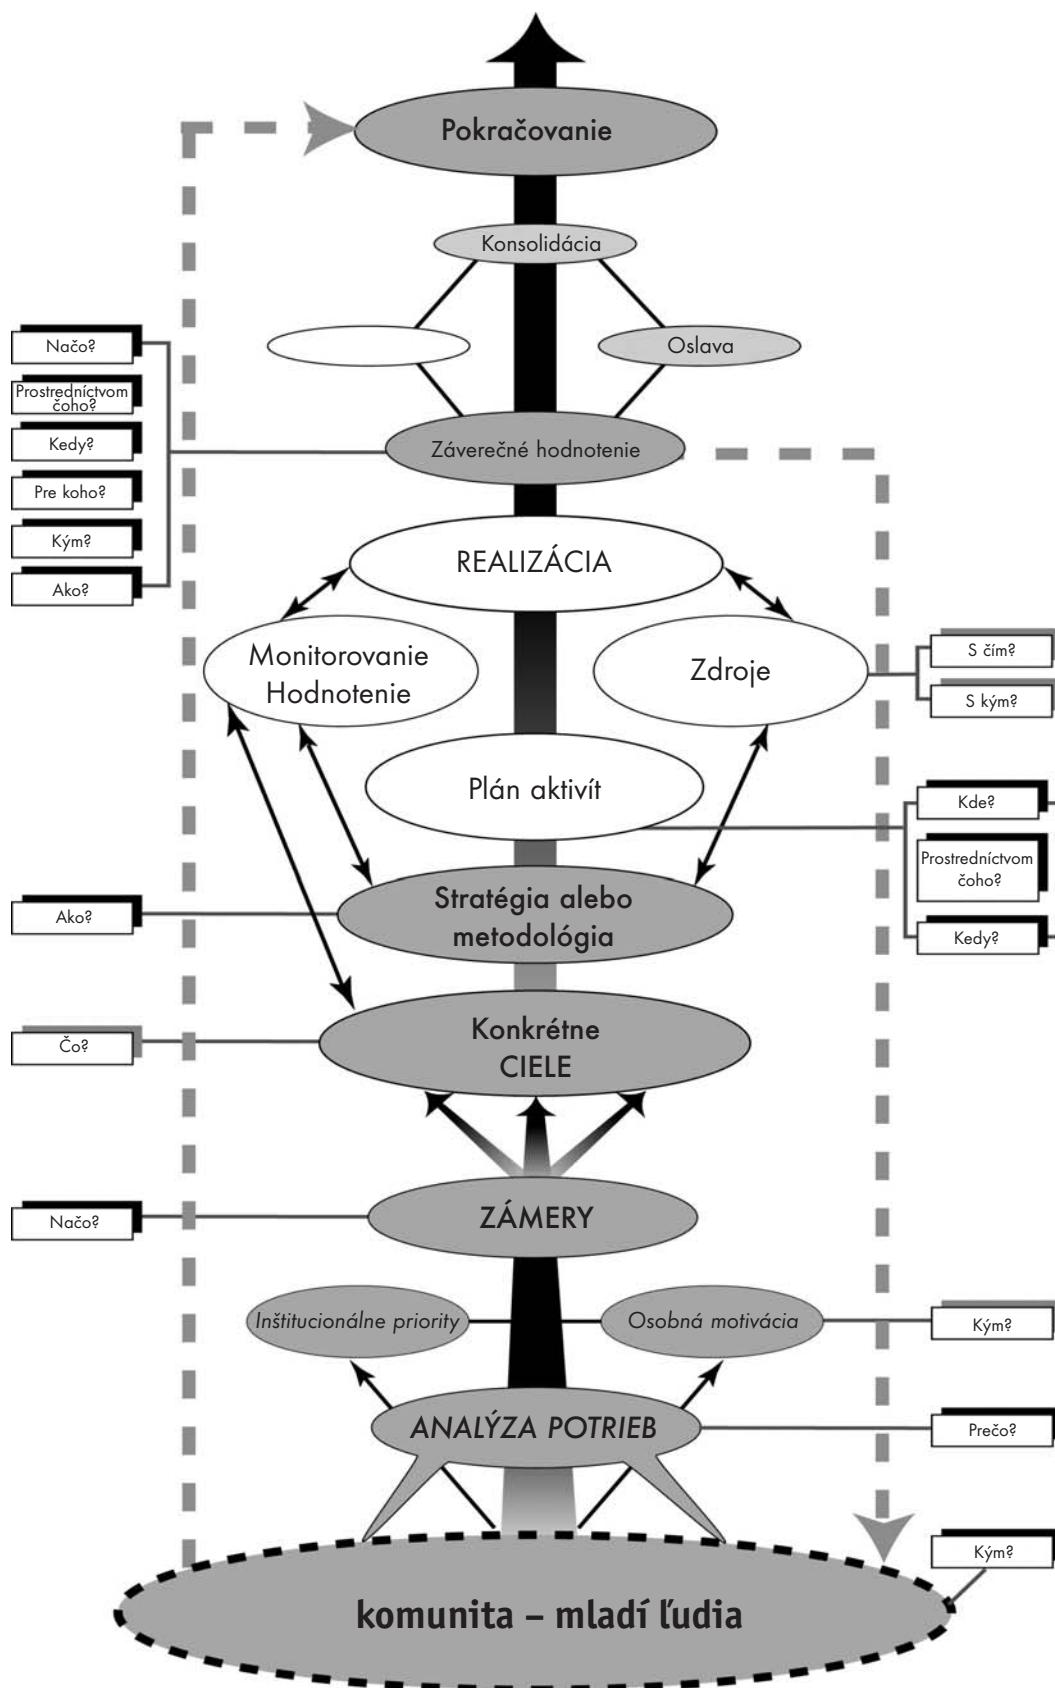 Pokračovanie
Konsolidácia
Oslava
Záverečné hodnotenie
Načo?
Prostredníctvom
čoho?
Kedy?
Pre koho?
Kým?
Ako?
REALIZÁCIA
Monitorovanie
Hodnotenie
Zdroje
S čím?
S kým?
Plán aktivít
Kde?
Prostredníctvom
čoho?
Kedy?
Stratégia alebo
metodológia
Ako?
Konkrétne
CIELE
Čo?
ZÁMERY
Načo?
Inštitucionálne priority
Osobná motivácia
Kým?
ANALÝZA POTRIEB
Prečo?
Kým?
komunita – mladí ľudia